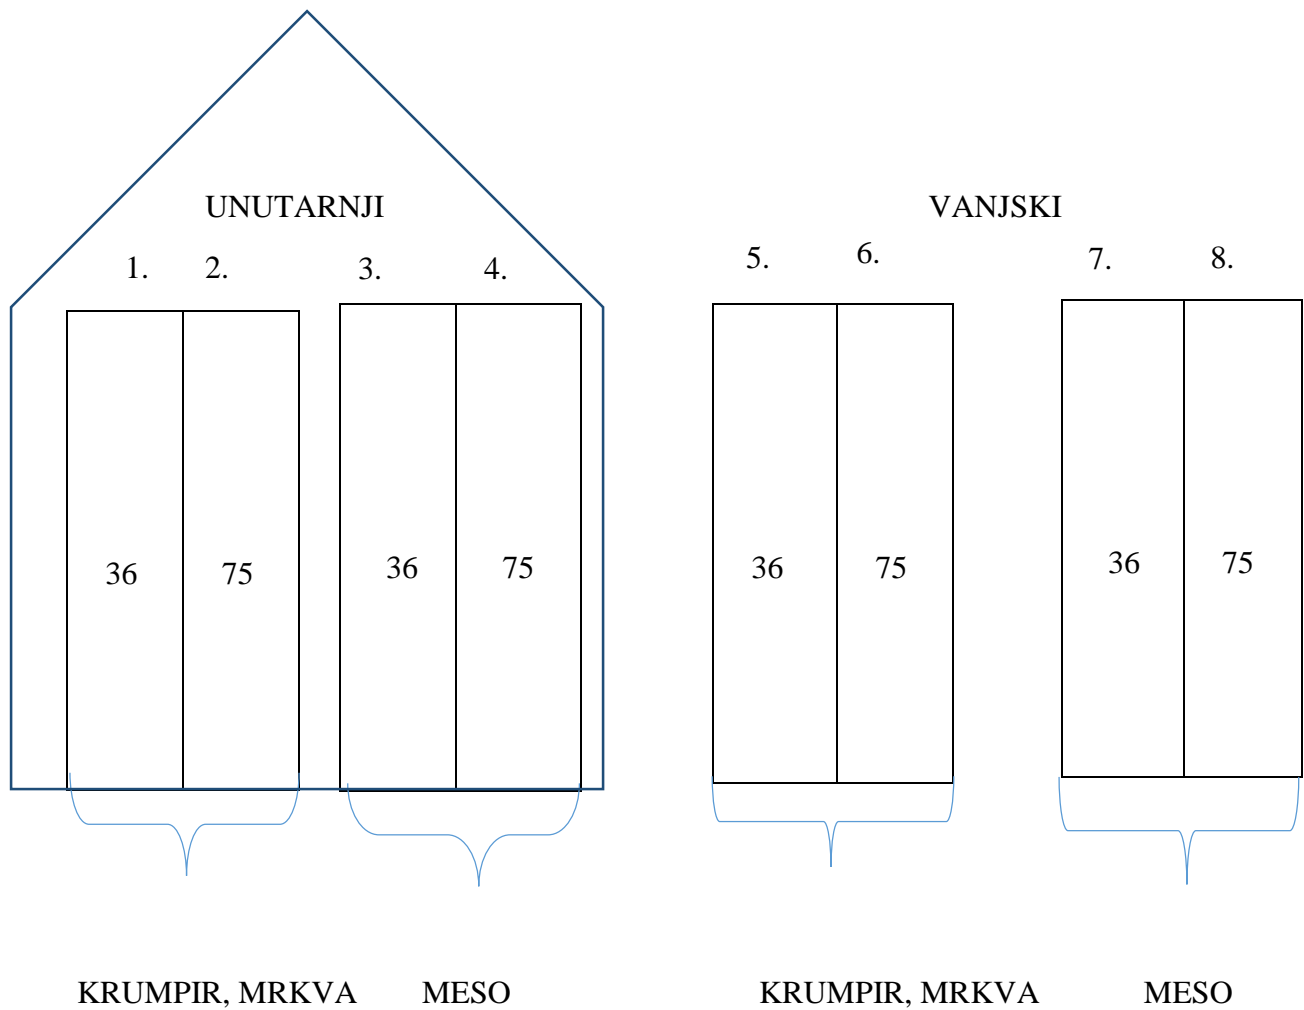 UNUTARNJI VANJSKI
1. 2. 3. 4. 5. 6. 7. 8.
36 75 36 75 36 75 36 75
KRUMPIR, MRKVA MESO KRUMPIR, MRKVA MESO